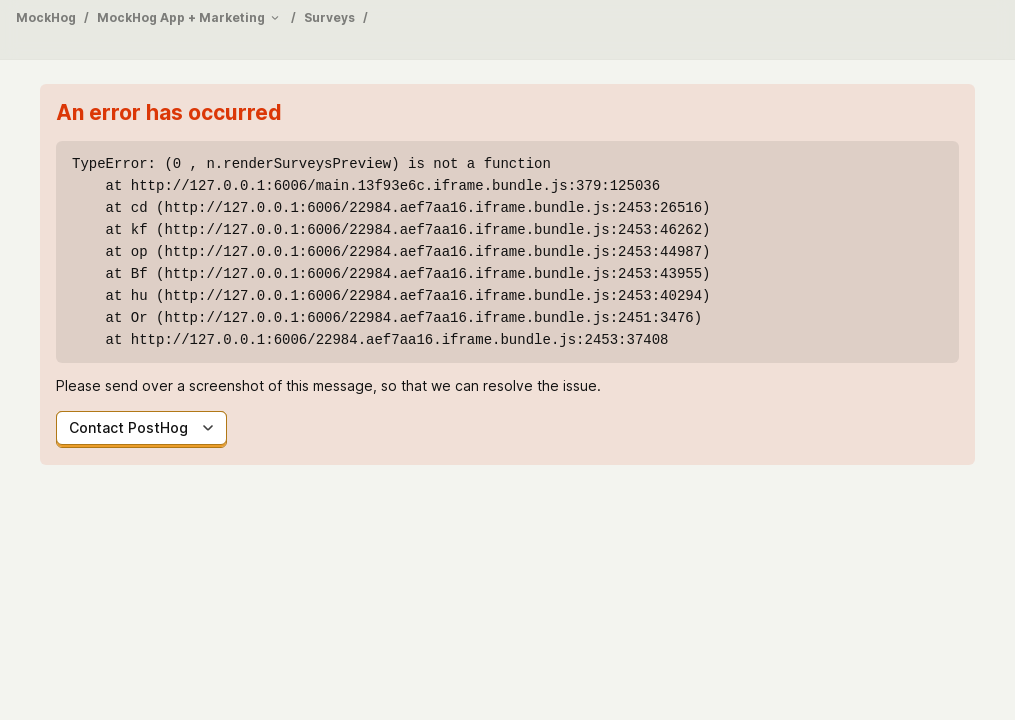 MockHog / MockHog App + Marketing / Surveys /
An error has occurred
TypeError: (0 , n.renderSurveysPreview) is not a function
at http://127.0.0.1:6006/main.13f93e6c.iframe.bundle.js:379:125036
at cd (http://127.0.0.1:6006/22984.aef7aa16.iframe.bundle.js:2453:26516)
at kf (http://127.0.0.1:6006/22984.aef7aa16.iframe.bundle.js:2453:46262)
at op (http://127.0.0.1:6006/22984.aef7aa16.iframe.bundle.js:2453:44987)
at Bf (http://127.0.0.1:6006/22984.aef7aa16.iframe.bundle.js:2453:43955)
at hu (http://127.0.0.1:6006/22984.aef7aa16.iframe.bundle.js:2453:40294)
at Or (http://127.0.0.1:6006/22984.aef7aa16.iframe.bundle.js:2451:3476)
at http://127.0.0.1:6006/22984.aef7aa16.iframe.bundle.js:2453:37408
Please send over a screenshot of this message, so that we can resolve the issue.
Contact PostHog